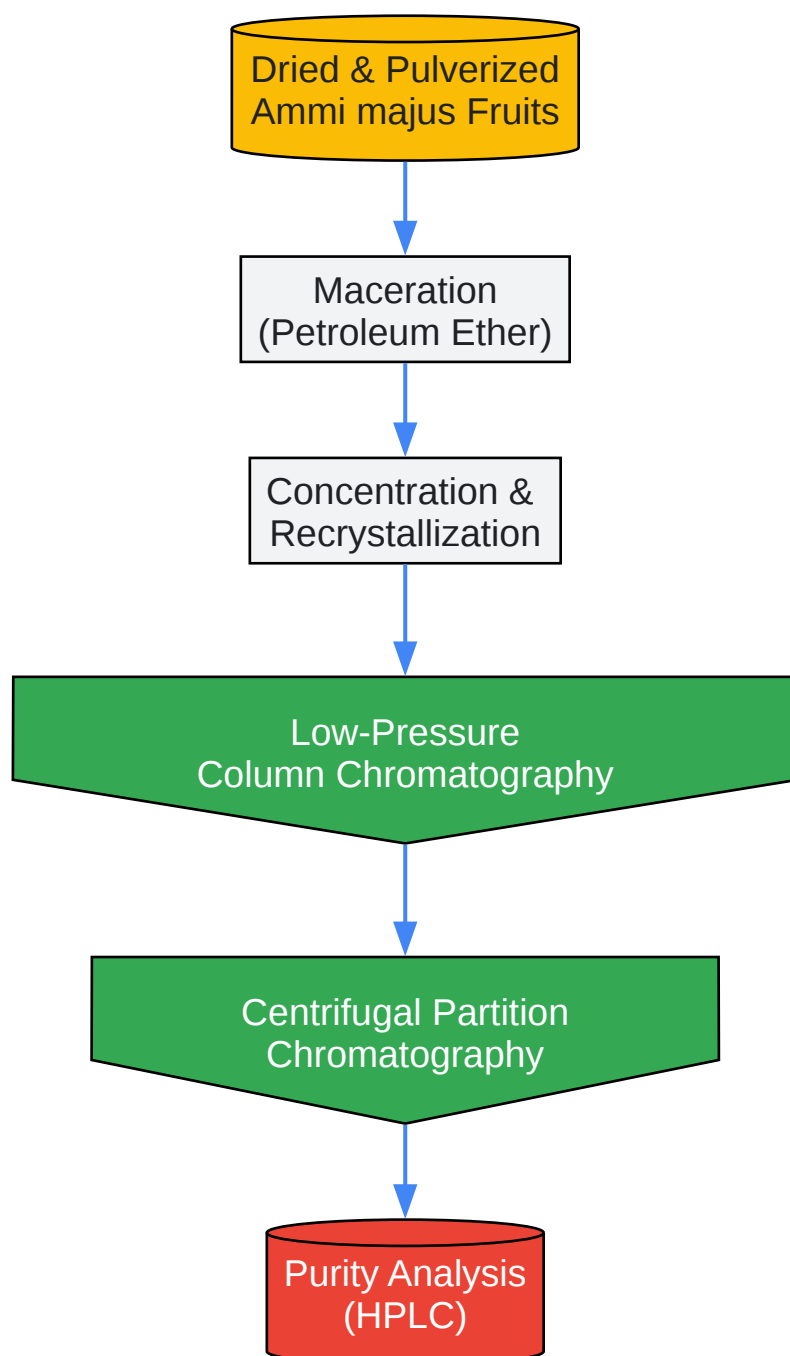 Dried & Pulverized
Ammi majus Fruits
Maceration
(Petroleum Ether)
Concentration &
Recrystallization
Low-Pressure
Column Chromatography
Centrifugal Partition
Chromatography
Purity Analysis
(HPLC)